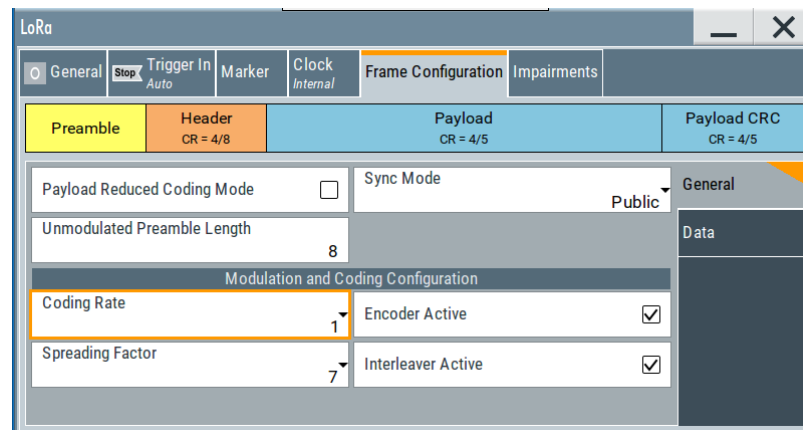 LoRa
General
Stop
Trigger In
Auto
Marker
Clock
Internal
Frame Configuration
Impairments
Preamble
Header
CR = 4/8
Payload
CR = 4/5
Payload CRC
CR = 4/5
Payload Reduced Coding Mode
Sync Mode
Public
General
Unmodulated Preamble Length
8
Data
Modulation and Coding Configuration
Coding Rate
1
Encoder Active
Spreading Factor
7
Interleaver Active